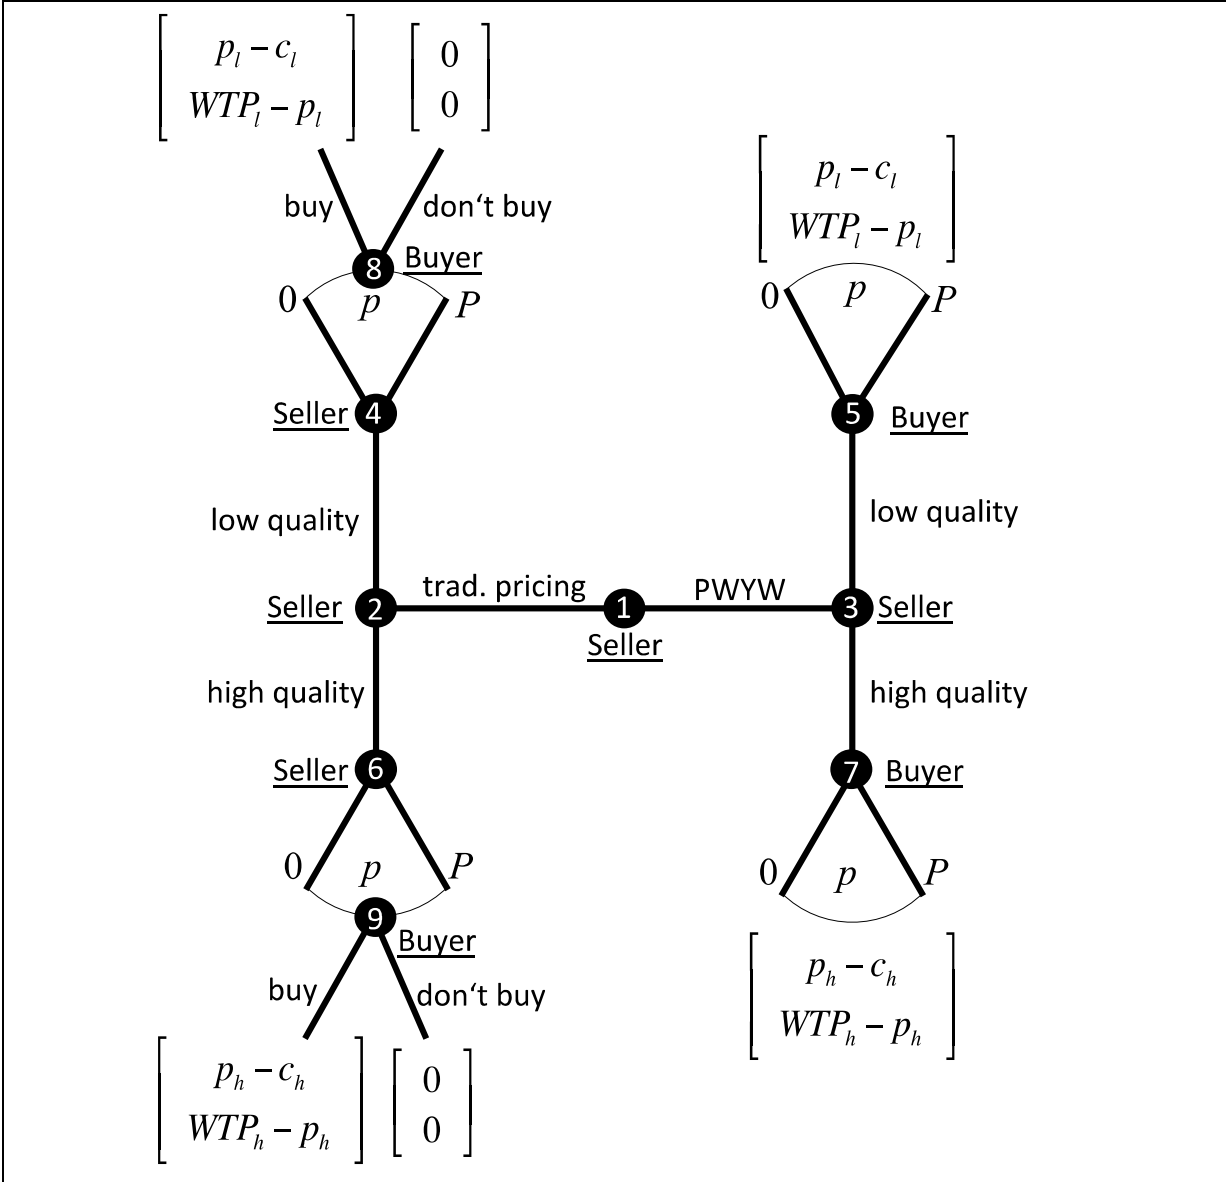 p_l – c_l
WTP_l – p_l
0
0
buy
don‘t buy
8
Buyer
0
p
P
Seller
4
low quality
p_l – c_l
WTP_l – p_l
0
p
P
5
Buyer
low quality
Seller
2
trad. pricing
1
Seller
PWYW
3
Seller
high quality
Seller
6
0
p
P
9
Buyer
buy
don‘t buy
p_h – c_h
WTP_h – p_h
0
0
high quality
7
Buyer
0
p
P
p_h – c_h
WTP_h – p_h